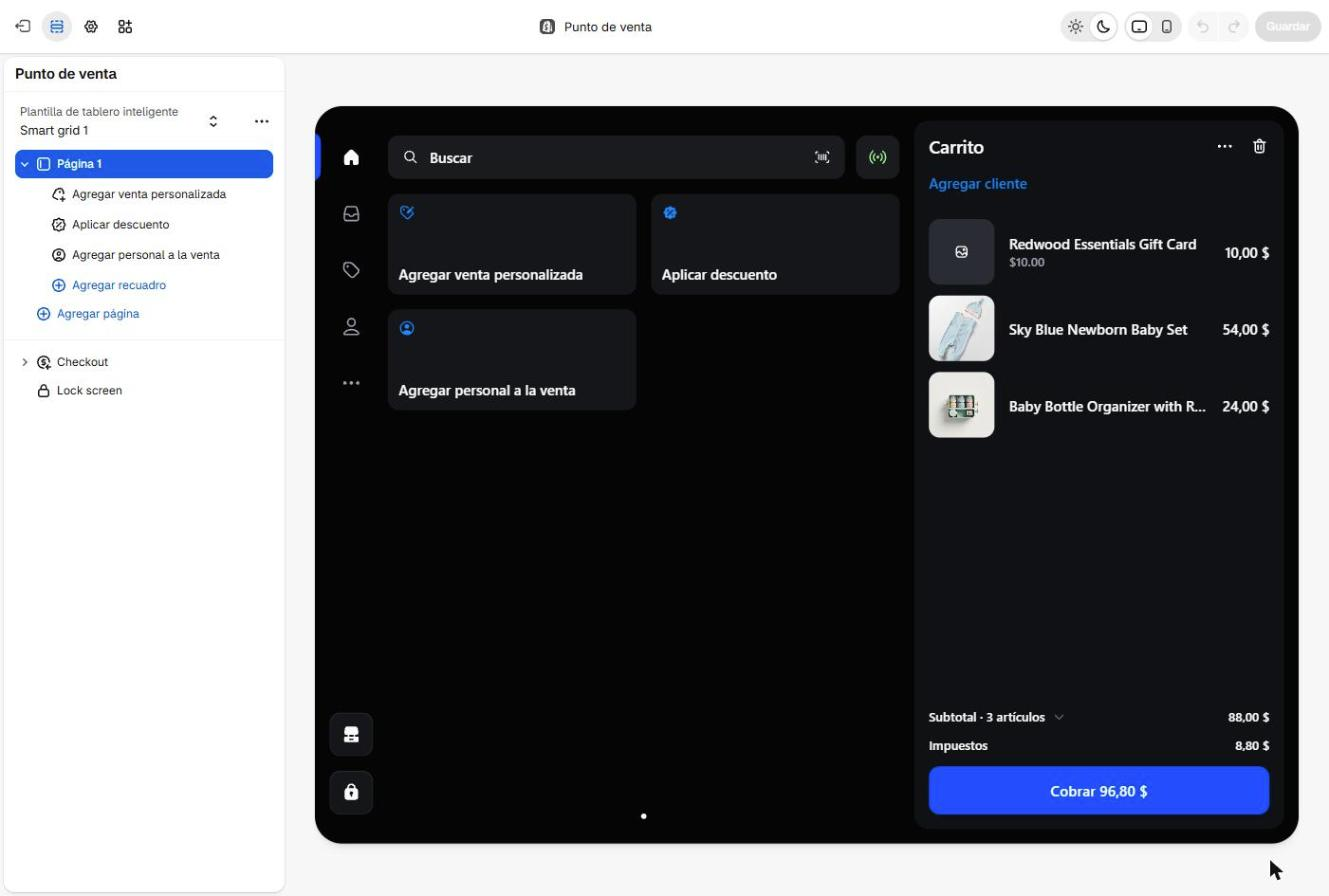 Punto de venta
Guardar
Punto de venta
Plantilla de tablero inteligente
Smart grid 1
Página 1
Agregar venta personalizada
Aplicar descuento
Agregar personal a la venta
Agregar recuadro
Agregar página
Checkout
Lock screen
Buscar
Agregar venta personalizada
Aplicar descuento
Agregar personal a la venta
Carrito
Agregar cliente
Redwood Essentials Gift Card 10,00 $
$10.00
Sky Blue Newborn Baby Set 54,00 $
Baby Bottle Organizer with R... 24,00 $
Subtotal · 3 artículos 88,00 $
Impuestos 8,80 $
Cobrar 96,80 $